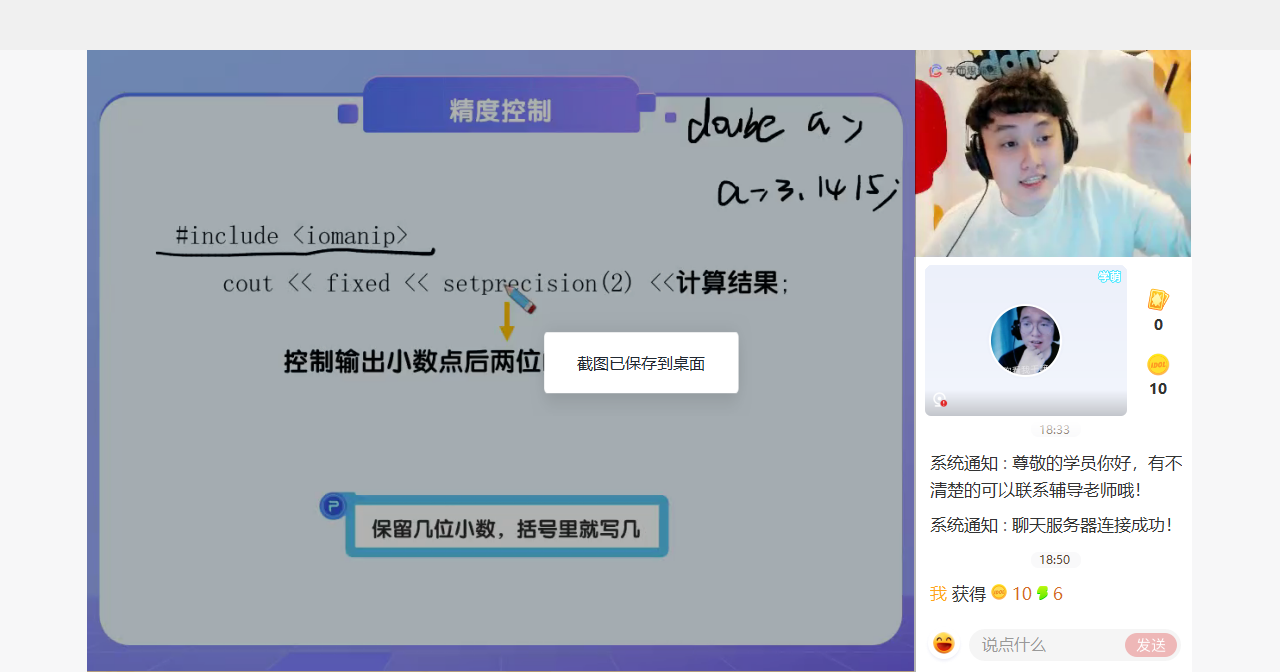 精度控制
doube a;
a=3.1415;
#include <iomanip>
cout << fixed << setprecision(2) <<计算结果;
控制输出小数点后两位
截图已保存到桌面
保留几位小数，括号里就写几
学萌
0
10
18:33
系统通知 : 尊敬的学员你好，有不
清楚的可以联系辅导老师哦！
系统通知 : 聊天服务器连接成功！
18:50
我 获得 10 6
说点什么
发送